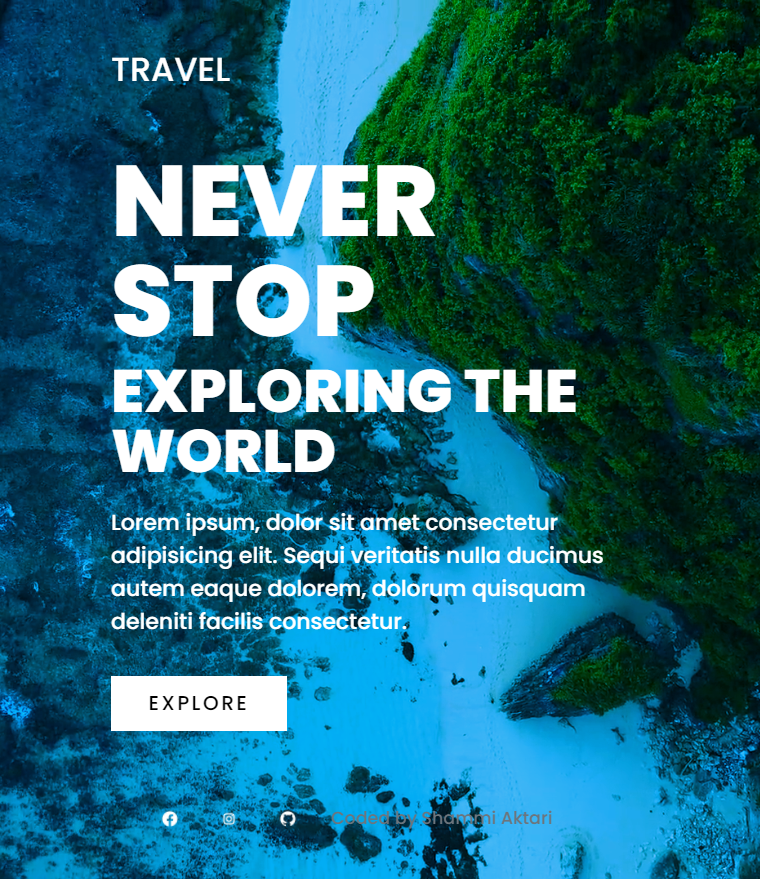 TRAVEL
NEVER
STOP
EXPLORING THE
WORLD
Lorem ipsum, dolor sit amet consectetur
adipisicing elit. Sequi veritatis nulla ducimus
autem eaque dolorem, dolorum quisquam
deleniti facilis consectetur.
EXPLORE
Coded by Shammi Aktari